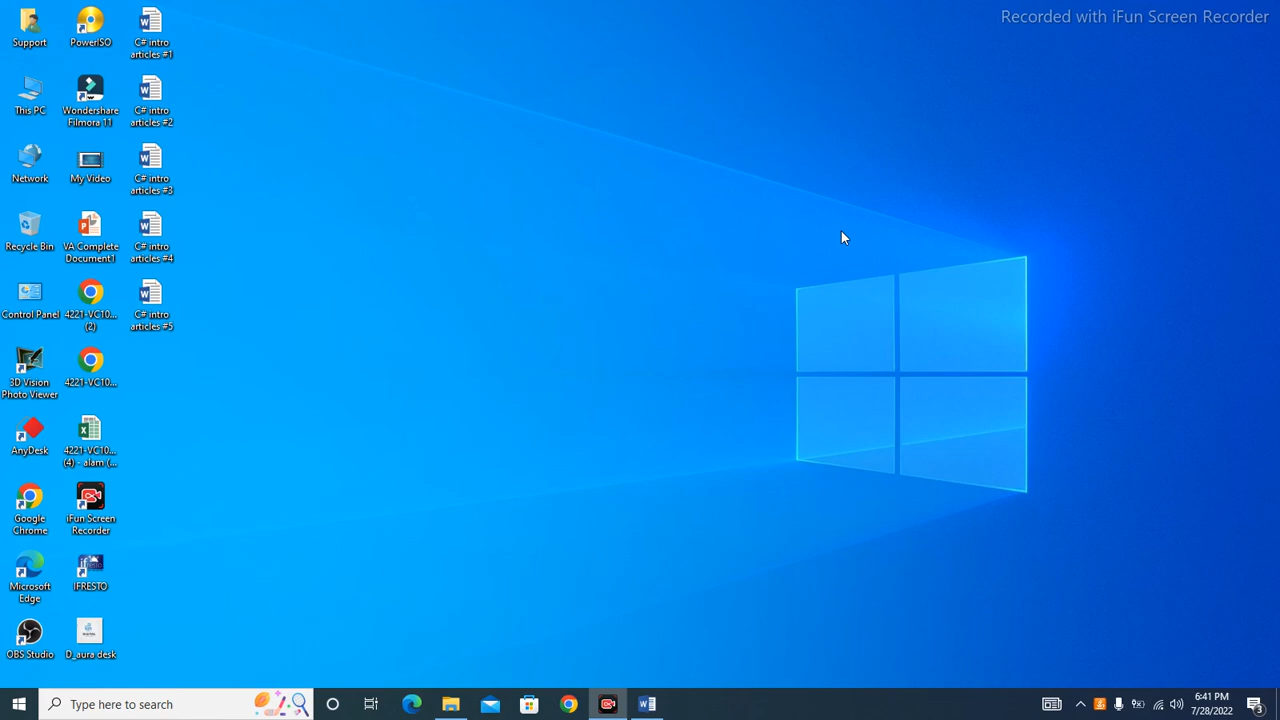 Recorded with iFun Screen Recorder
Support
PowerISO
C# intro
articles #1
This PC
Wondershare
Filmora 11
C# intro
articles #2
Network
My Video
C# intro
articles #3
Recycle Bin
VA Complete
Document1
C# intro
articles #4
Control Panel
4221-VC10...
(2)
C# intro
articles #5
3D Vision
Photo Viewer
4221-VC10...
AnyDesk
4221-VC10...
(4) - alam (...
Google
Chrome
iFun Screen
Recorder
Microsoft
Edge
IFRESTO
OBS Studio
D_aura desk
Type here to search
6:41 PM
7/28/2022
3